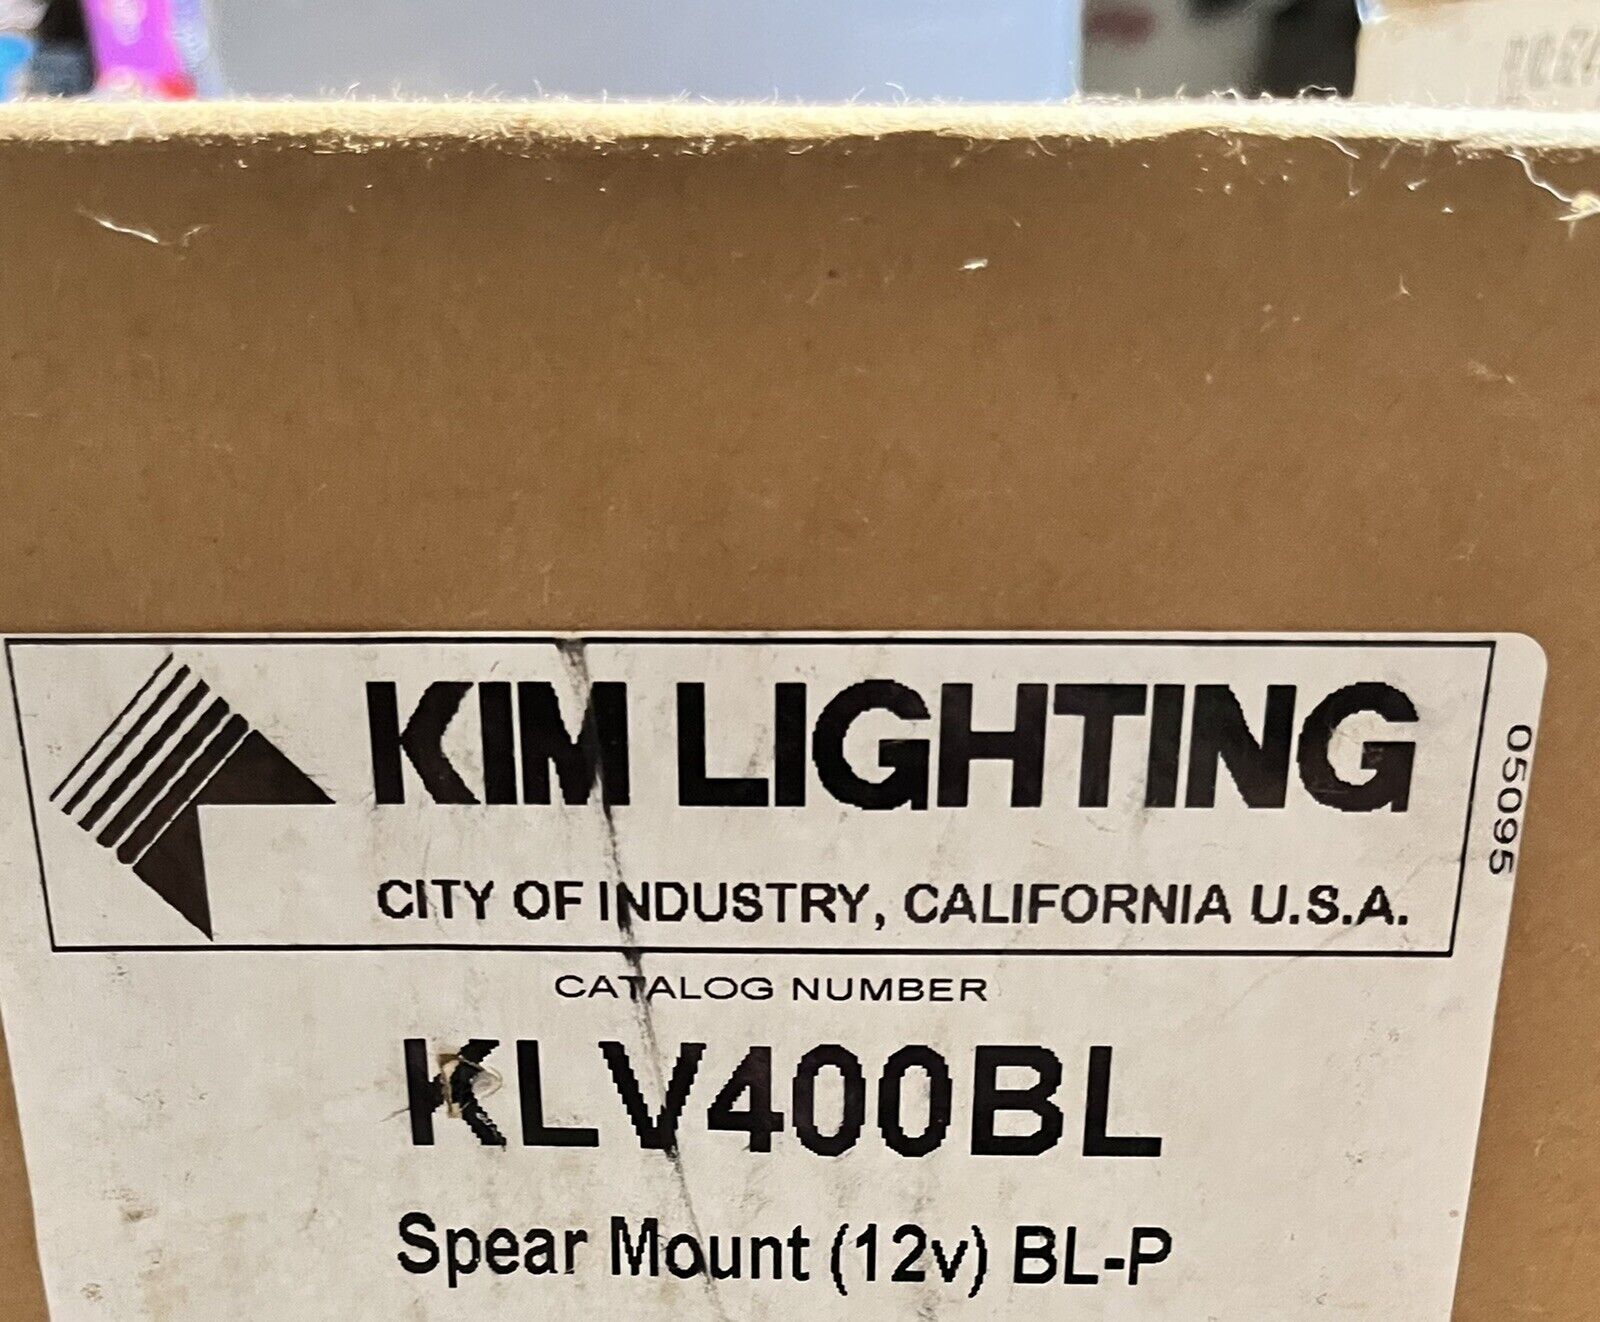 KIM LIGHTING
CITY OF INDUSTRY, CALIFORNIA U.S.A.
05095
CATALOG NUMBER
KLV400BL
Spear Mount (12v) BL-P